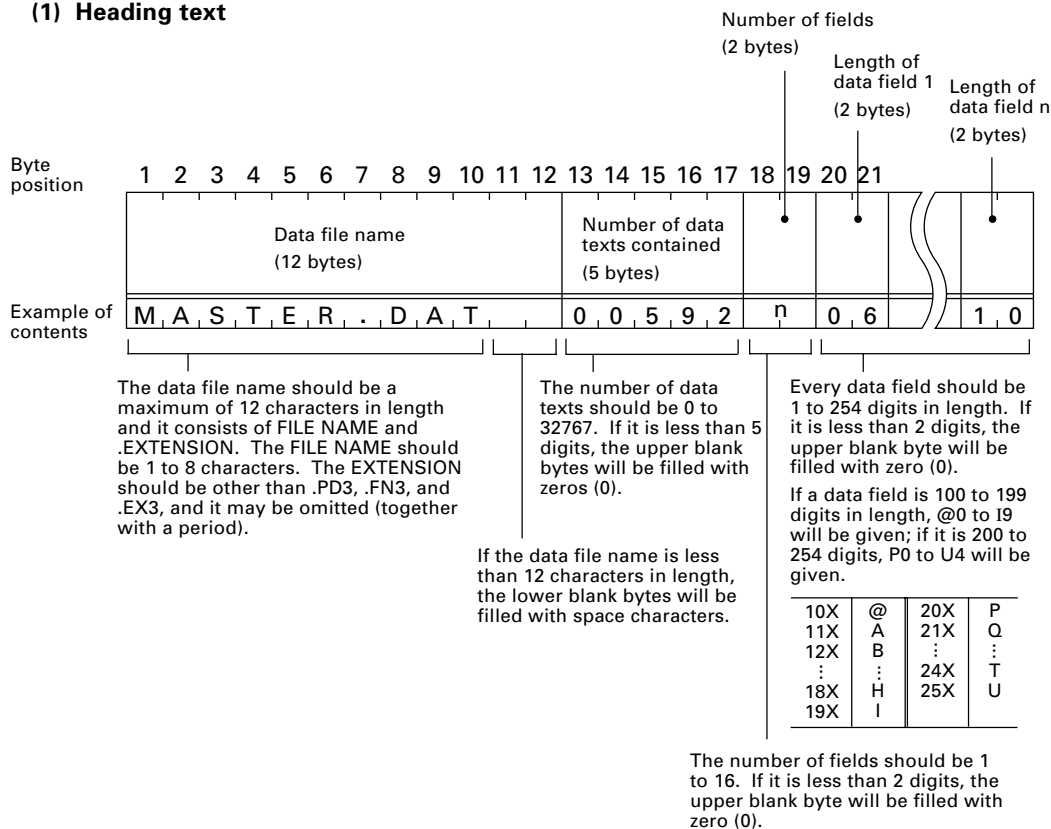 (1) Heading text
Number of fields
(2 bytes)
Length of
data field 1
(2 bytes)
Length of
data field n
(2 bytes)
Byte
position
1 2 3 4 5 6 7 8 9 10 11 12 13 14 15 16 17 18 19 20 21
Data file name
(12 bytes)
Number of data
texts contained
(5 bytes)
Example of
contents
M A S T E R . D A T 0 0 5 9 2 n 0 6 1 0
The data file name should be a
maximum of 12 characters in length
and it consists of FILE NAME and
.EXTENSION. The FILE NAME should
be 1 to 8 characters. The EXTENSION
should be other than .PD3, .FN3, and
.EX3, and it may be omitted (together
with a period).
If the data file name is less
than 12 characters in length,
the lower blank bytes will be
filled with space characters.
The number of data
texts should be 0 to
32767. If it is less than 5
digits, the upper blank
bytes will be filled with
zeros (0).
Every data field should be
1 to 254 digits in length. If
it is less than 2 digits, the
upper blank byte will be
filled with zero (0).
If a data field is 100 to 199
digits in length, @0 to I9
will be given; if it is 200 to
254 digits, P0 to U4 will be
given.
10X @ 20X P
11X A 21X Q
12X B ⋮ ⋮
⋮ ⋮ 24X T
18X H 25X U
19X I
The number of fields should be 1
to 16. If it is less than 2 digits, the
upper blank byte will be filled with
zero (0).